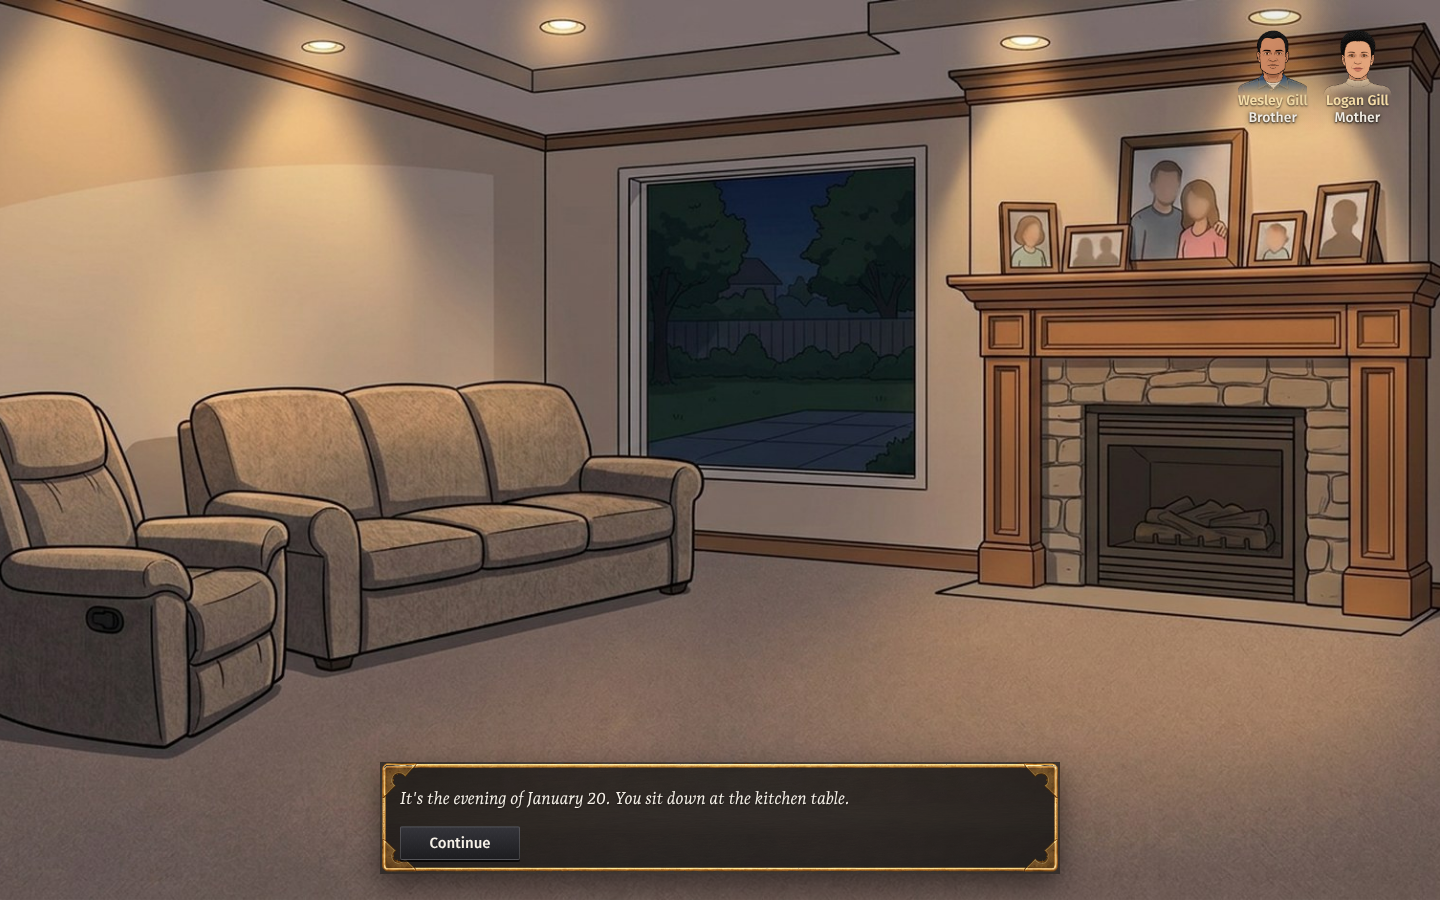 Wesley Gill
Brother
Logan Gill
Mother
It's the evening of January 20. You sit down at the kitchen table.
Continue